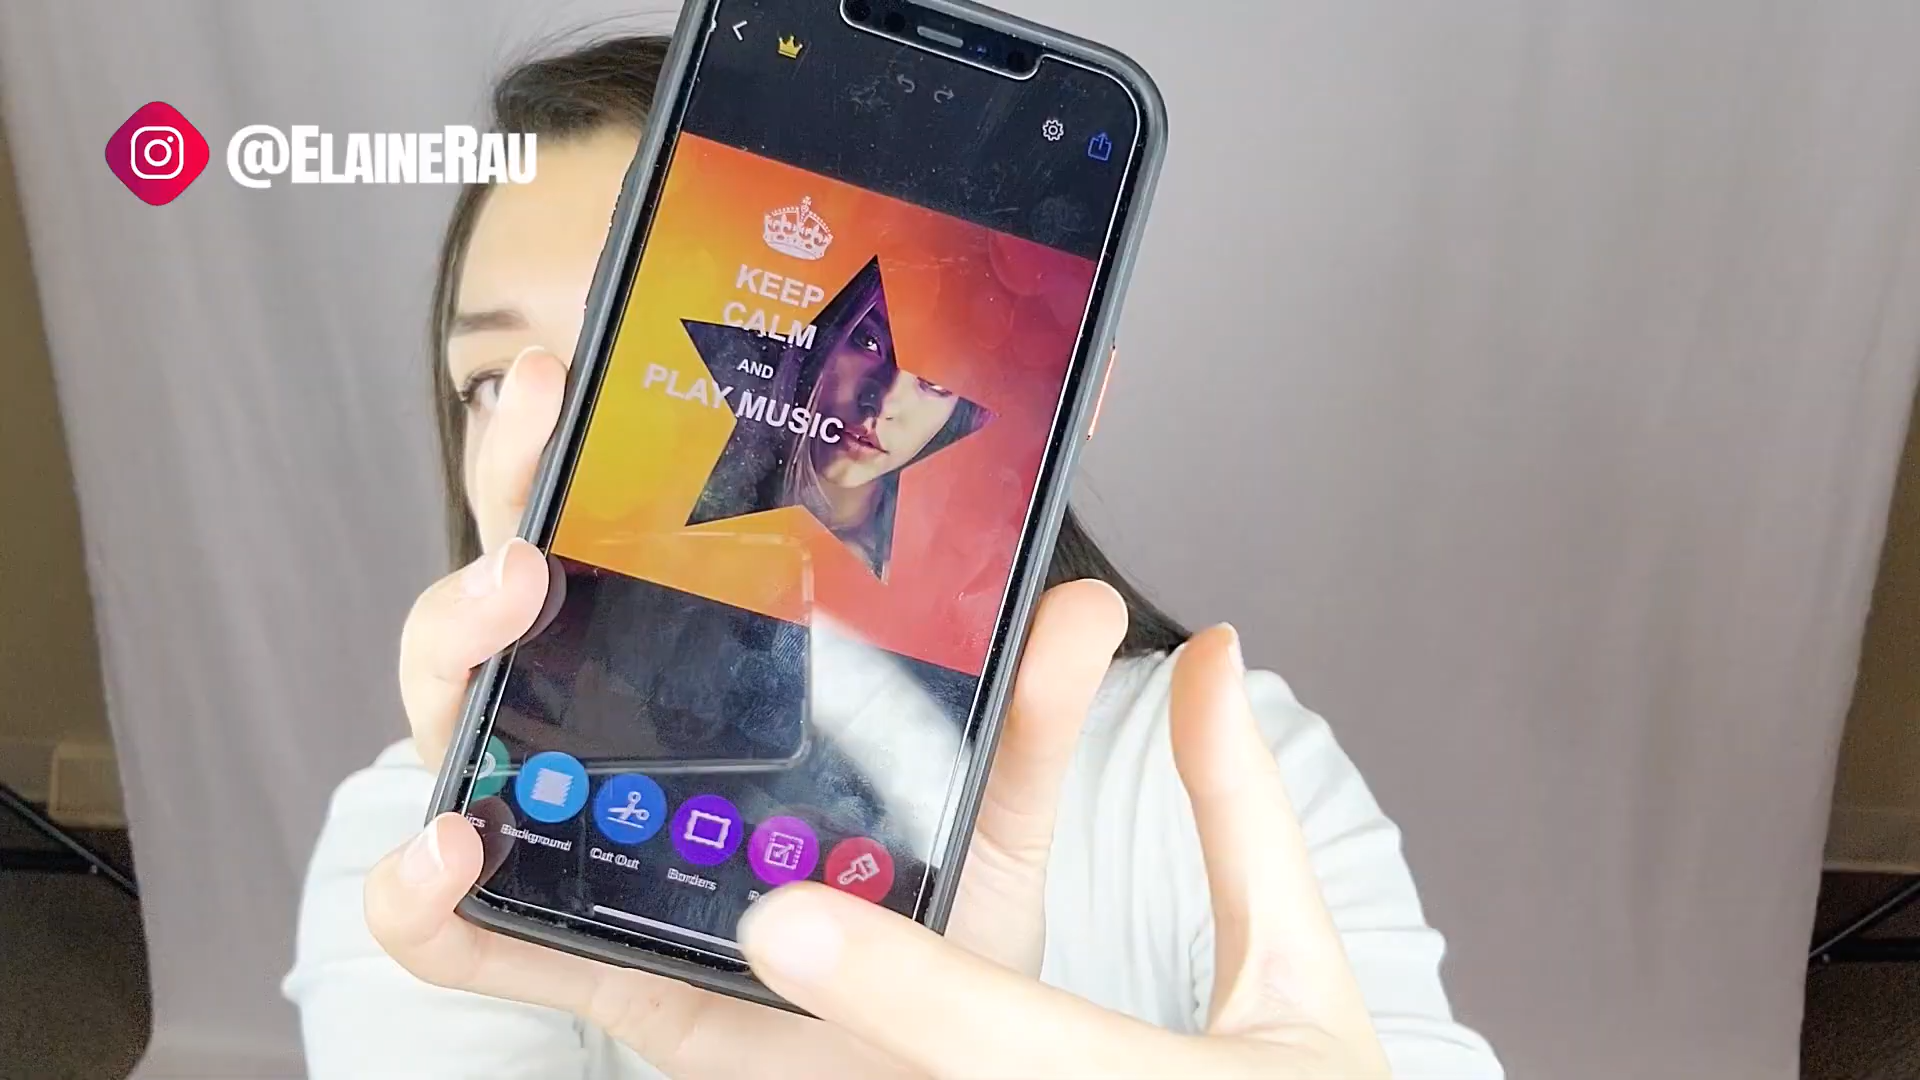 @ElaineRau
KEEP
CALM
AND
PLAY MUSIC
Background
Cut Out
Borders